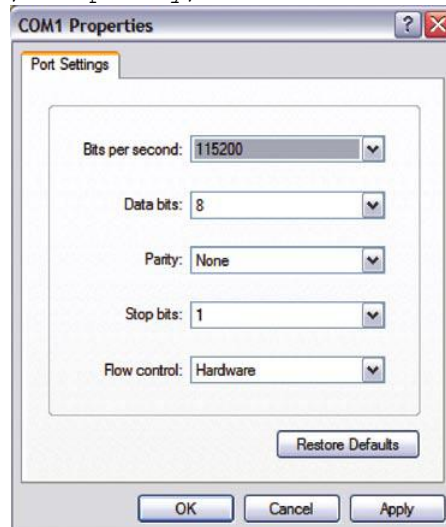 COM1 Properties
Port Settings
Bits per second: 115200
Data bits: 8
Parity: None
Stop bits: 1
Flow control: Hardware
Restore Defaults
OK Cancel Apply